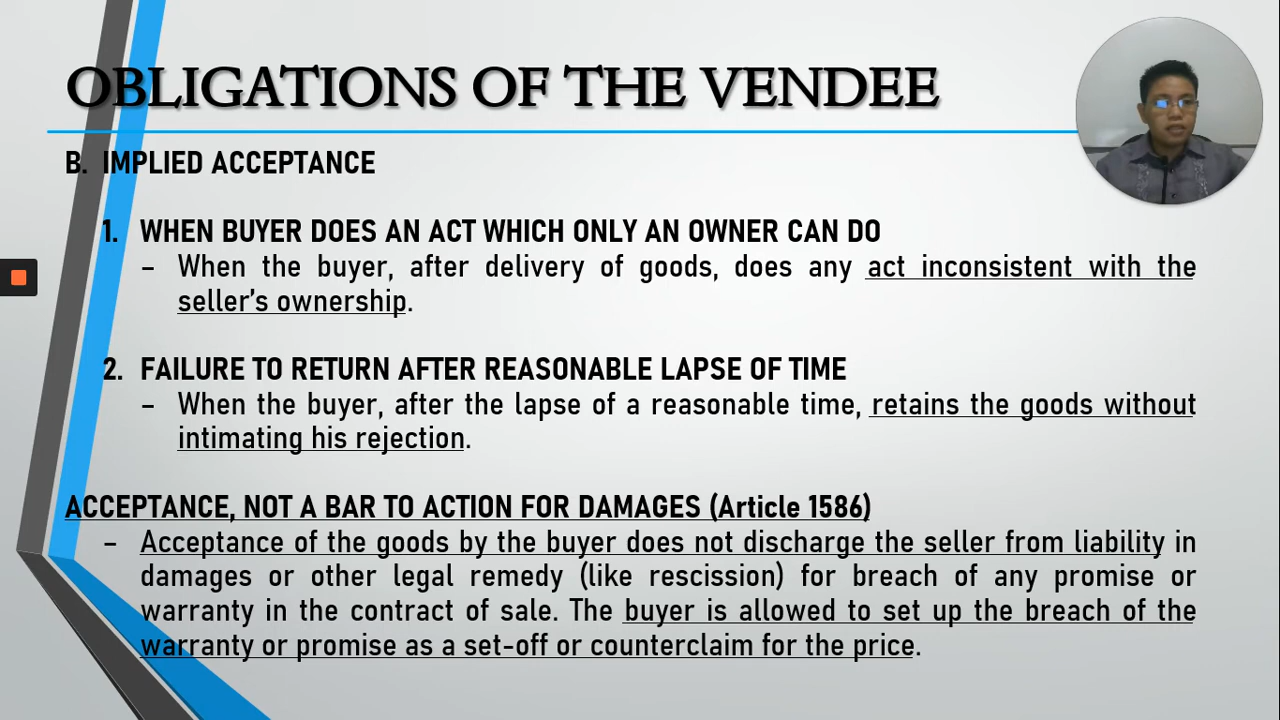 OBLIGATIONS OF THE VENDEE
B. IMPLIED ACCEPTANCE
1. WHEN BUYER DOES AN ACT WHICH ONLY AN OWNER CAN DO
– When the buyer, after delivery of goods, does any act inconsistent with the
seller’s ownership.
2. FAILURE TO RETURN AFTER REASONABLE LAPSE OF TIME
– When the buyer, after the lapse of a reasonable time, retains the goods without
intimating his rejection.
ACCEPTANCE, NOT A BAR TO ACTION FOR DAMAGES (Article 1586)
– Acceptance of the goods by the buyer does not discharge the seller from liability in
damages or other legal remedy (like rescission) for breach of any promise or
warranty in the contract of sale. The buyer is allowed to set up the breach of the
warranty or promise as a set-off or counterclaim for the price.